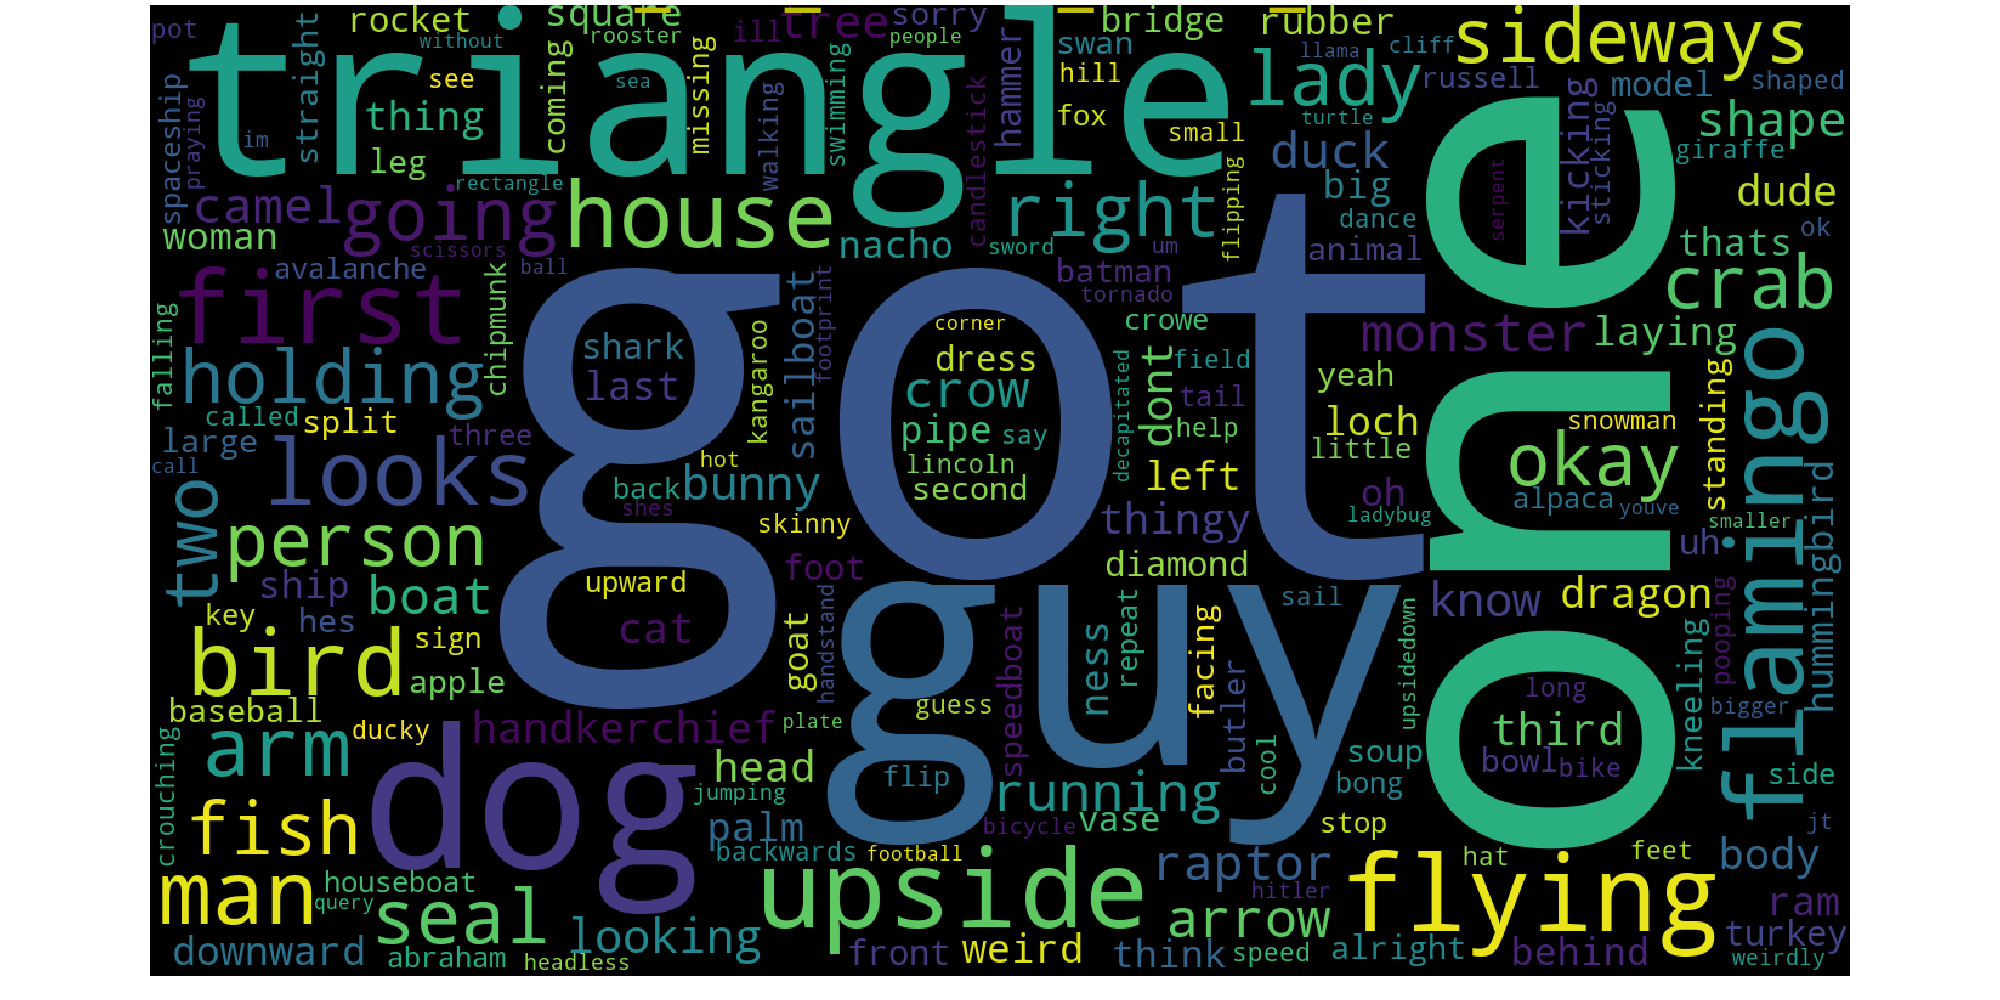 pot
rocket
square
tree
sorry
bridge
rubber
sideways
without
rooster
ill
people
swan
llama
cliff
straight
triangle
see
coming
missing
sea
hammer
hill
lady
russell
model
shaped
spaceship
praying
thing
walking
swimming
candlestick
fox
small
turtle
duck
kicking
sticking
shape
im
leg
rectangle
giraffe
camel
going
house
right
flipping
big
serpent
dude
woman
scissors
nacho
sword
um
dance
animal
thats
ok
avalanche
chipmunk
ball
batman
tornado
crab
first
falling
sailboat
footprint
corner
crowe
one
monster
laying
holding
shark
last
kangaroo
dress
crow
decapitated
dont
field
tail
yeah
flamingo
called
split
three
got
pipe
say
help
loch
little
snowman
standing
large
call
looks
hot
back
bunny
lincoln
second
left
okay
two
shes
skinny
thingy
oh
ladybug
alpaca
youve
smaller
person
uh
hummingbird
ship
boat
upward
foot
diamond
know
dragon
key
hes
cat
goat
handstand
guy
speedboat
ness
repeat
facing
sail
upsidedown
kneeling
pooping
bird
sign
apple
guess
butler
long
bigger
baseball
ducky
handkerchief
plate
third
crouching
arm
dog
head
flip
cool
soup
bowl
bike
side
jumping
running
bong
fish
palm
bicycle
vase
stop
jt
backwards
football
hat
feet
body
man
houseboat
query
seal
upside
raptor
hitler
flying
ram
arrow
downward
abraham
headless
looking
front
weird
think
speed
alright
behind
turkey
weirdly